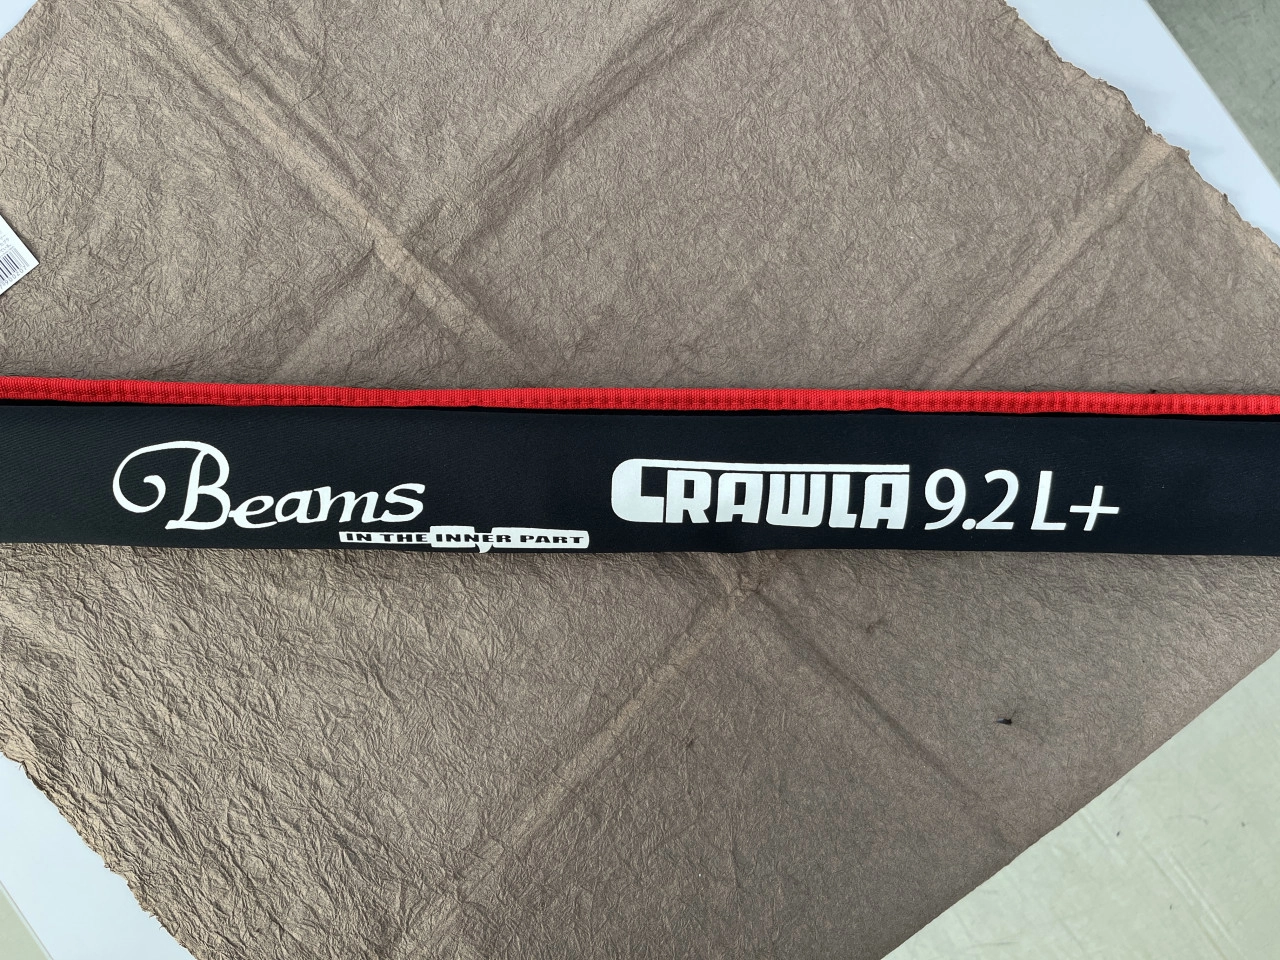 Beams
IN THE INNER PART
CRAWLA 9.2 L+